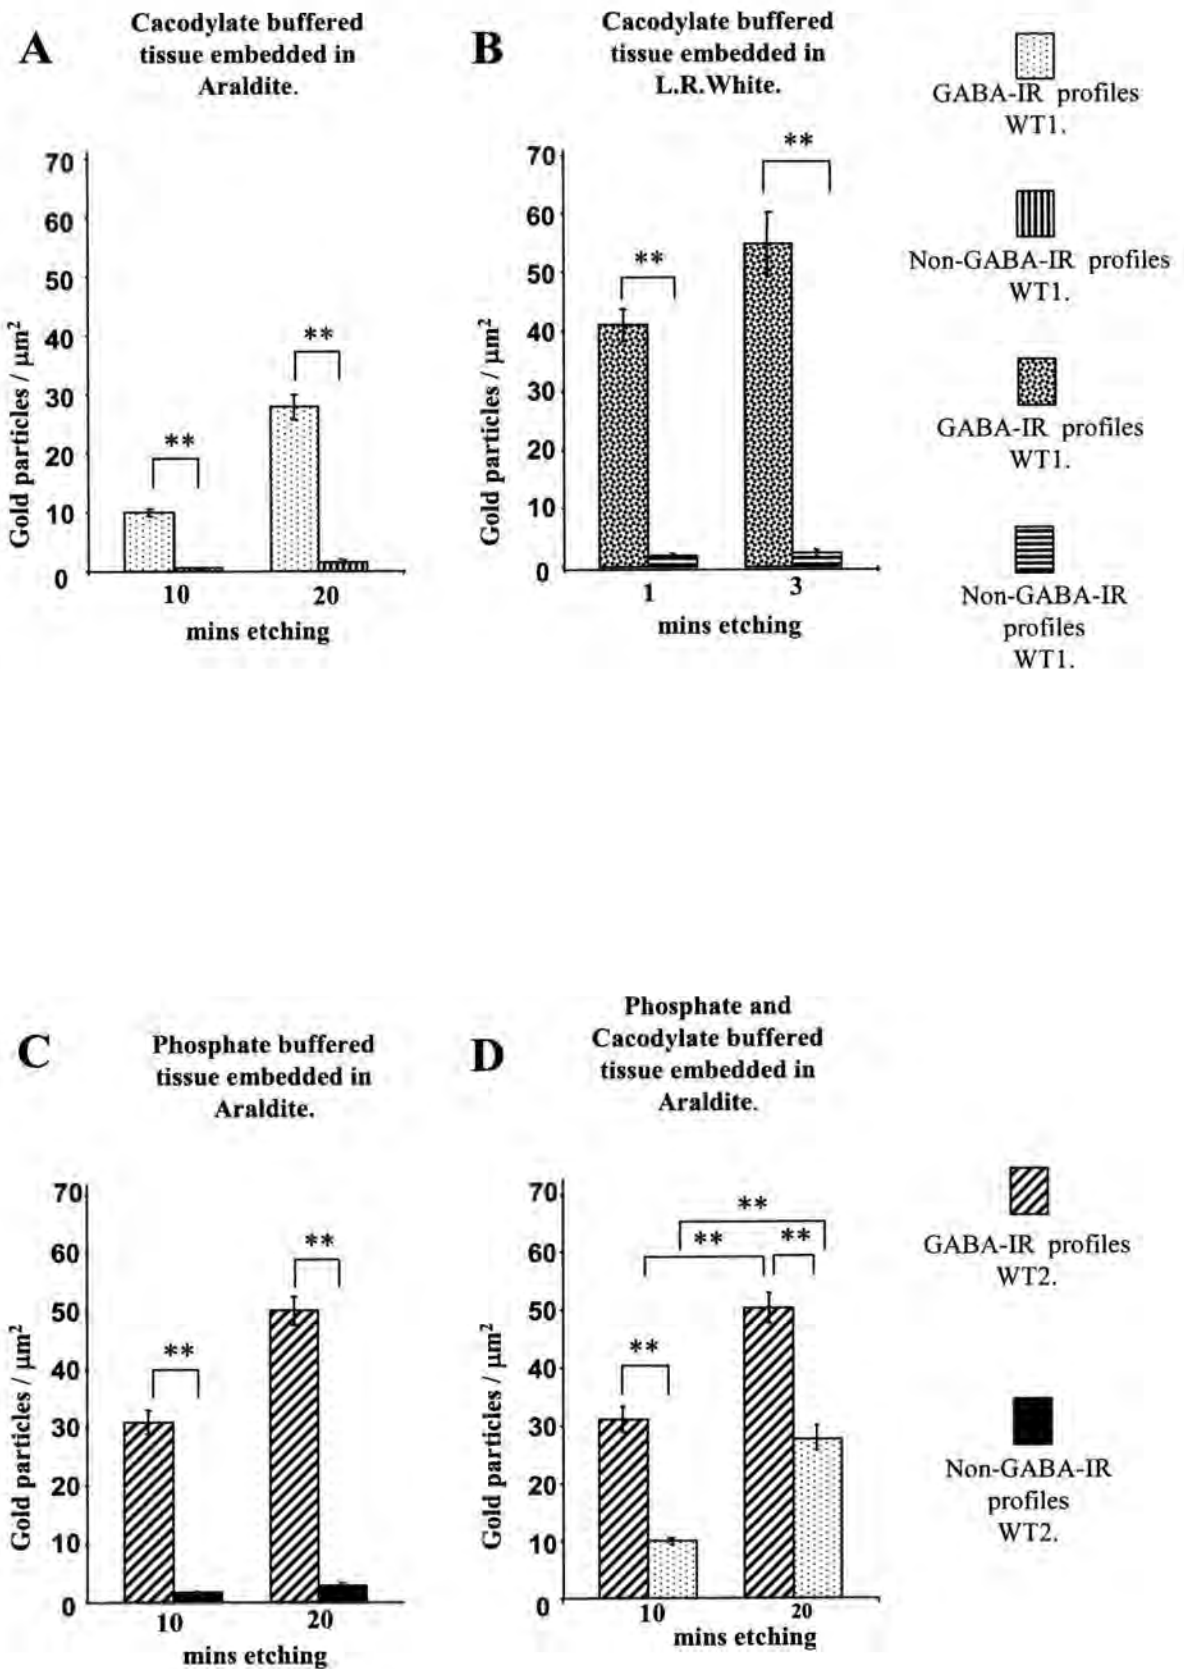 A
Cacodylate buffered
tissue embedded in
Araldite.
70
60
50
40
30
20
10
0
Gold particles / μm²
**
**
10
20
mins etching
B
Cacodylate buffered
tissue embedded in
L.R.White.
70
60
50
40
30
20
10
0
Gold particles / μm²
**
**
1
3
mins etching
GABA-IR profiles
WT1.
Non-GABA-IR profiles
WT1.
GABA-IR profiles
WT1.
Non-GABA-IR
profiles
WT1.
C
Phosphate buffered
tissue embedded in
Araldite.
70
60
50
40
30
20
10
0
Gold particles / μm²
**
**
10
20
mins etching
D
Phosphate and
Cacodylate buffered
tissue embedded in
Araldite.
70
60
50
40
30
20
10
0
Gold particles / μm²
**
** **
**
10
20
mins etching
GABA-IR profiles
WT2.
Non-GABA-IR
profiles
WT2.